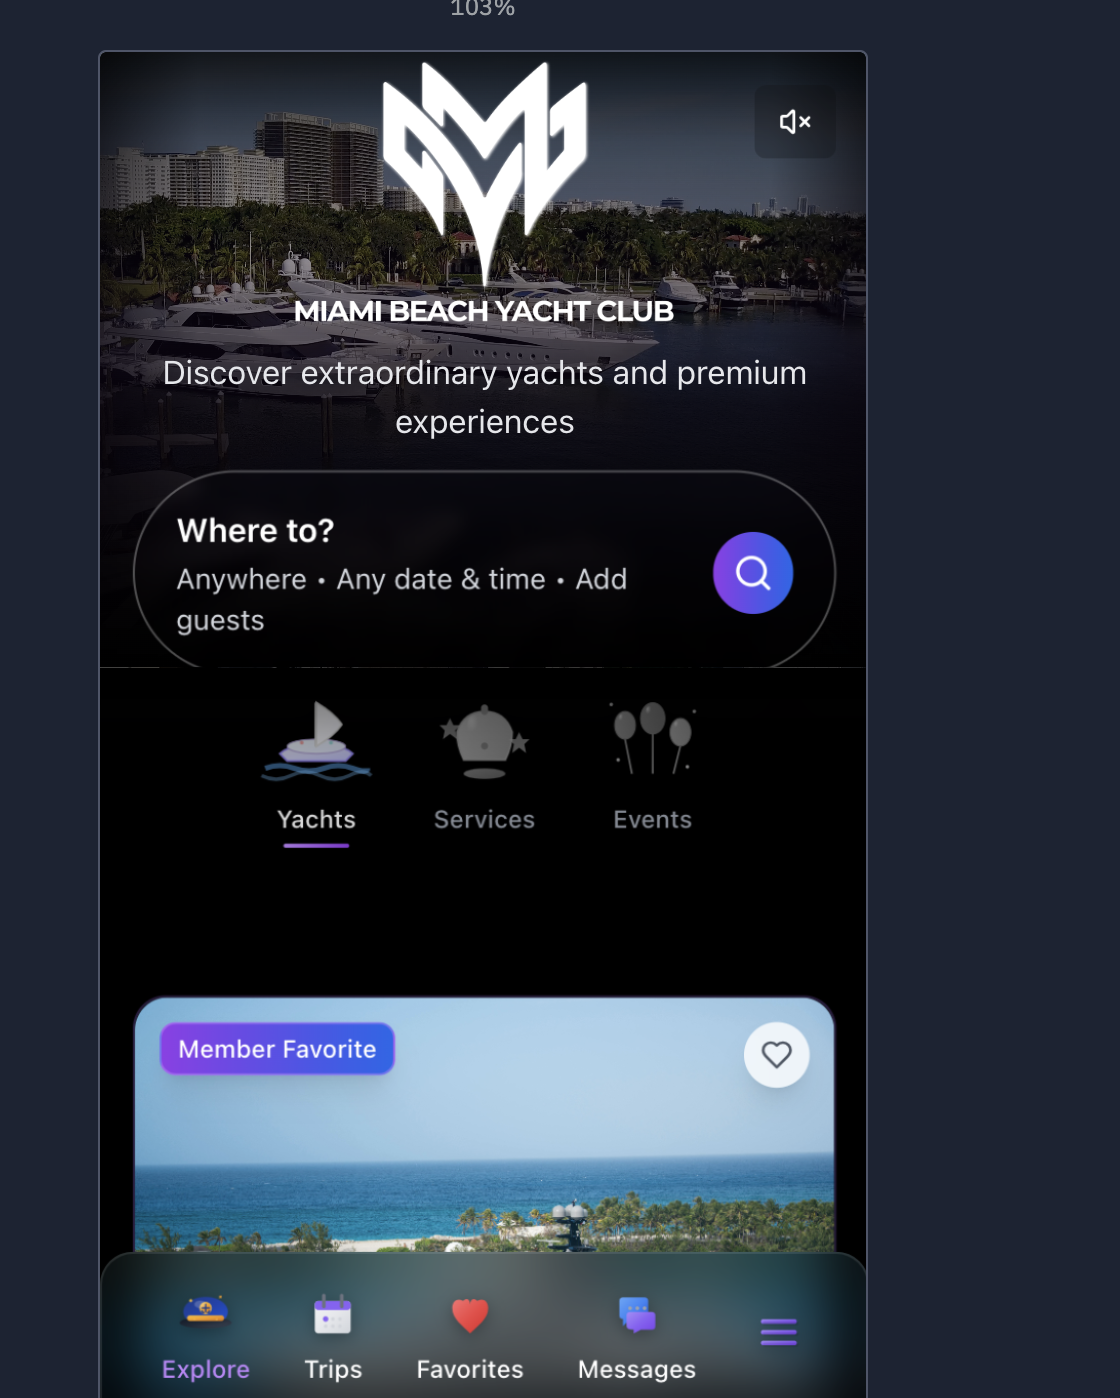 103%
MIAMI BEACH YACHT CLUB
Discover extraordinary yachts and premium
experiences
Where to?
Anywhere • Any date & time • Add
guests
Yachts
Services
Events
Member Favorite
Explore
Trips
Favorites
Messages